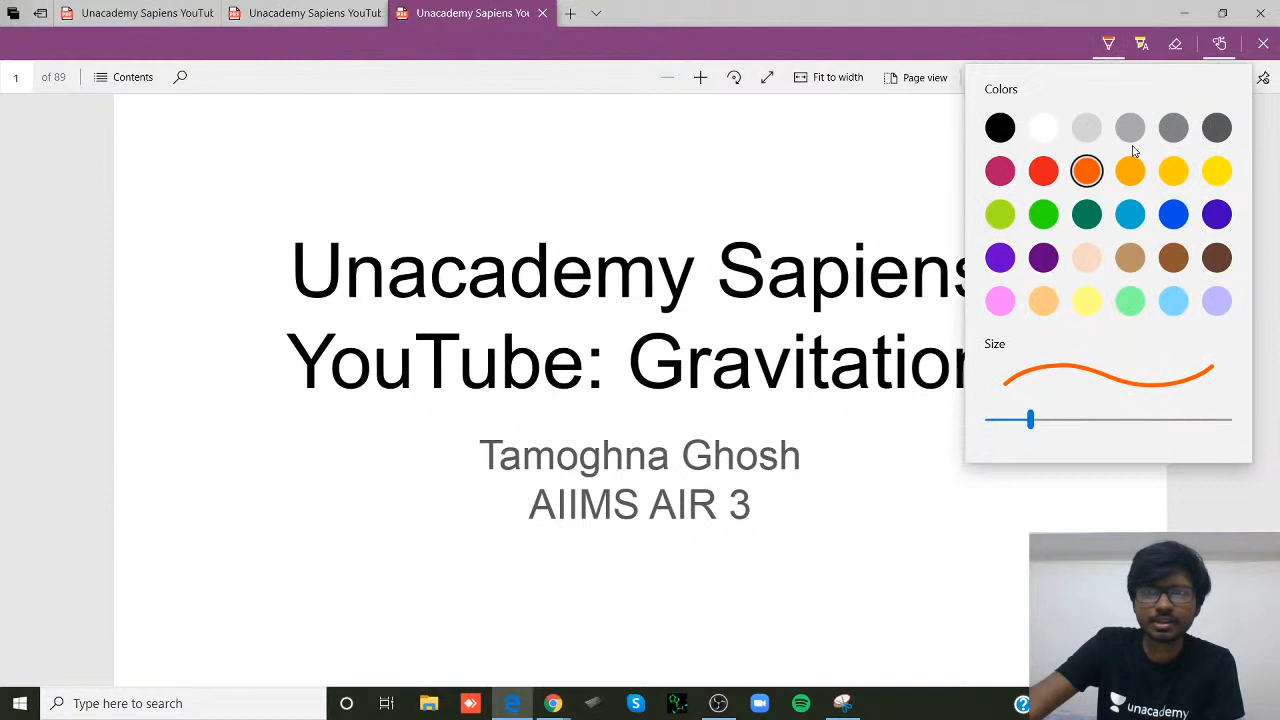 Unacademy Sapiens YouTub
Unacademy Sapiens YouTub
Unacademy Sapiens You
1 of 89
Contents
Fit to width
Page view
Colors
Size
Unacademy Sapiens
YouTube: Gravitation
Tamoghna Ghosh
AIIMS AIR 3
unacademy
Type here to search